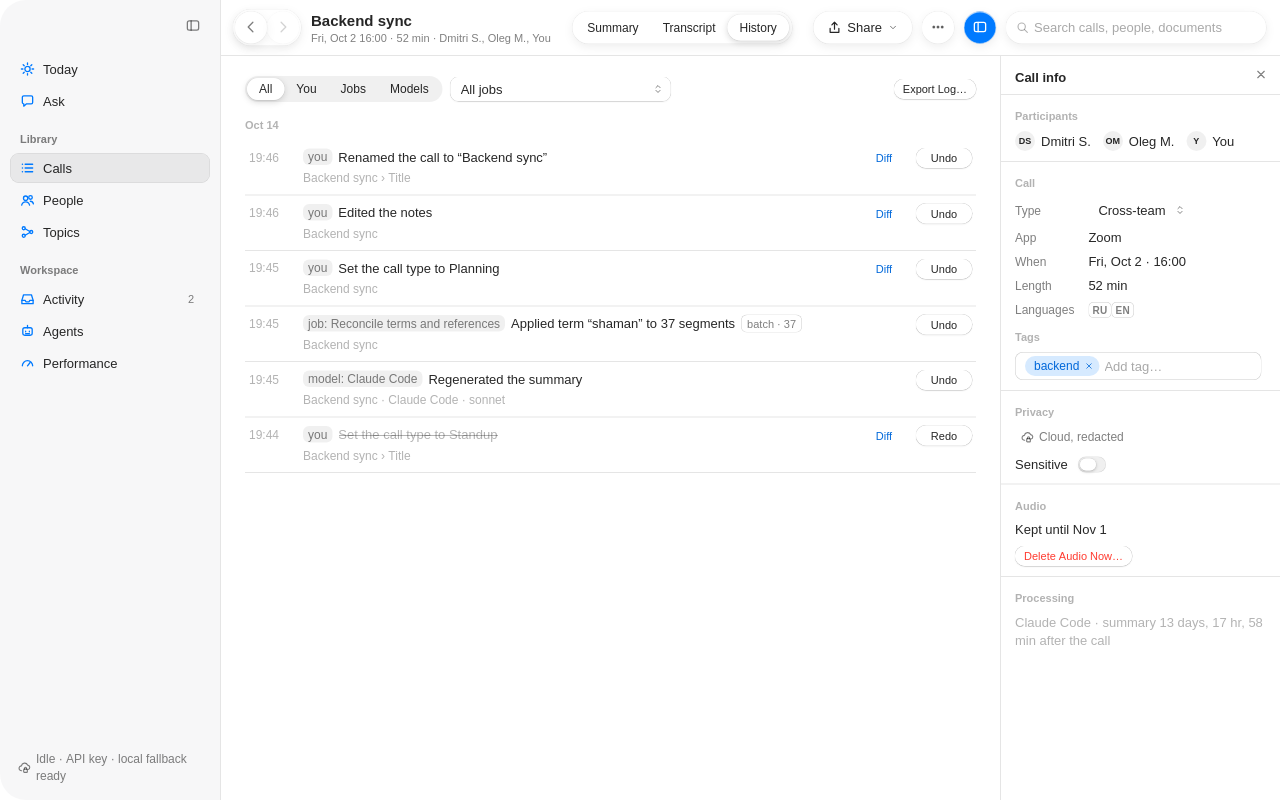 Today
Ask
Library
Calls
People
Topics
Workspace
Activity 2
Agents
Performance
Idle · API key · local fallback
ready
Backend sync
Fri, Oct 2 16:00 · 52 min · Dmitri S., Oleg M., You
Summary Transcript History
Share
Search calls, people, documents
All You Jobs Models
All jobs
Export Log…
Oct 14
19:46 you Renamed the call to “Backend sync” Diff Undo
Backend sync › Title
19:46 you Edited the notes Diff Undo
Backend sync
19:45 you Set the call type to Planning Diff Undo
Backend sync
19:45 job: Reconcile terms and references Applied term “shaman” to 37 segments batch · 37 Undo
Backend sync
19:45 model: Claude Code Regenerated the summary Undo
Backend sync · Claude Code · sonnet
19:44 you Set the call type to Standup Diff Redo
Backend sync › Title
Call info
Participants
DS Dmitri S. OM Oleg M. Y You
Call
Type Cross-team
App Zoom
When Fri, Oct 2 · 16:00
Length 52 min
Languages RU EN
Tags
backend × Add tag…
Privacy
Cloud, redacted
Sensitive
Audio
Kept until Nov 1
Delete Audio Now…
Processing
Claude Code · summary 13 days, 17 hr, 58
min after the call